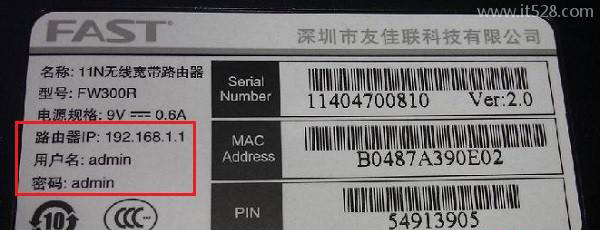 www.it528.com
FAST®
深圳市友佳联科技有限公司
名称: 11N无线宽带路由器
型号: FW300R
电源规格: 9V 0.6A
路由器IP: 192.168.1.1
用户名: admin
密码: admin
10
CCC
Serial
Number
11404700810 Ver:2.0
MAC
Address
B0487A390E02
PIN
54913905